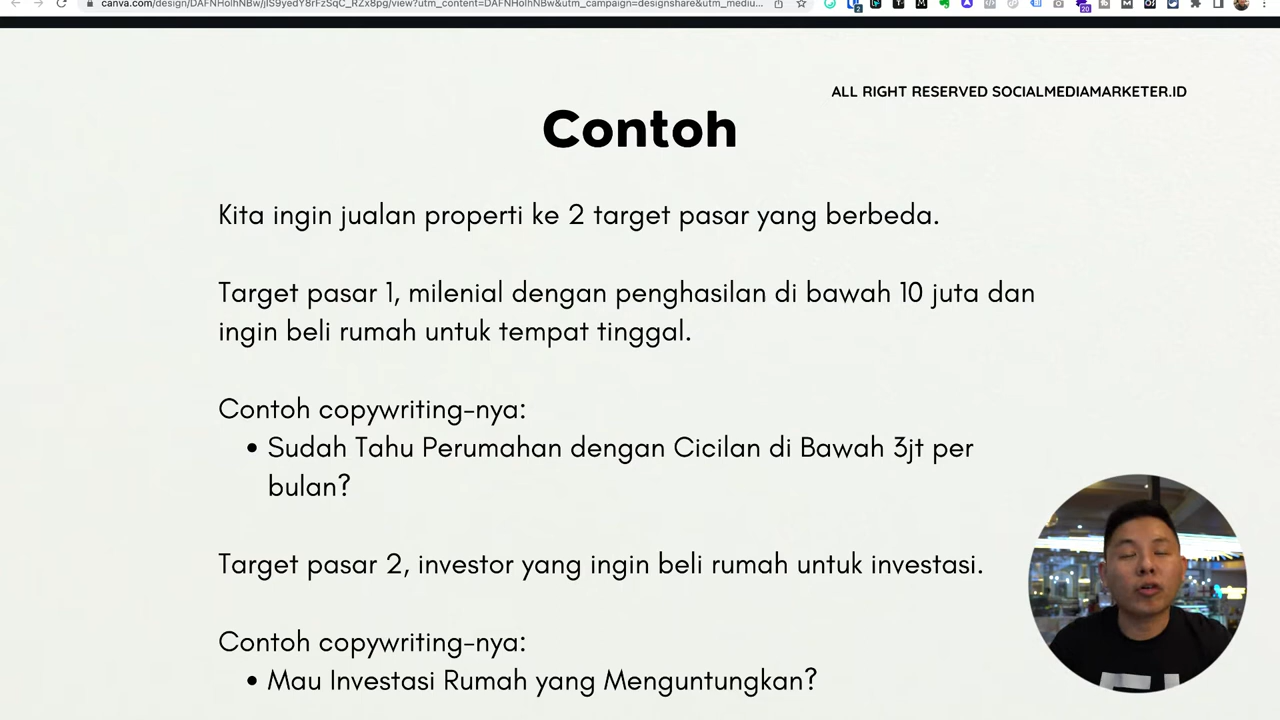 ALL RIGHT RESERVED SOCIALMEDIAMARKETER.ID
Contoh
Kita ingin jualan properti ke 2 target pasar yang berbeda.
Target pasar 1, milenial dengan penghasilan di bawah 10 juta dan
ingin beli rumah untuk tempat tinggal.
Contoh copywriting-nya:
• Sudah Tahu Perumahan dengan Cicilan di Bawah 3jt per
bulan?
Target pasar 2, investor yang ingin beli rumah untuk investasi.
Contoh copywriting-nya:
• Mau Investasi Rumah yang Menguntungkan?